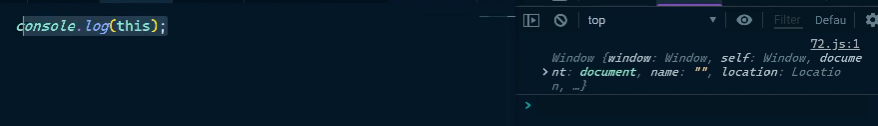 console.log(this);
top
Filter
Defau
72.js:1
Window {window: Window, self: Window, docume
nt: document, name: "", location: Locatio
n, …}